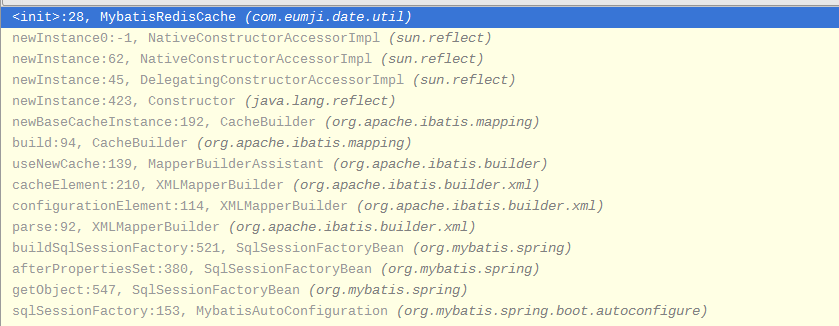 <init>:28, MybatisRedisCache (com.eumji.date.util)
newInstance0:-1, NativeConstructorAccessorImpl (sun.reflect)
newInstance:62, NativeConstructorAccessorImpl (sun.reflect)
newInstance:45, DelegatingConstructorAccessorImpl (sun.reflect)
newInstance:423, Constructor (java.lang.reflect)
newBaseCacheInstance:192, CacheBuilder (org.apache.ibatis.mapping)
build:94, CacheBuilder (org.apache.ibatis.mapping)
useNewCache:139, MapperBuilderAssistant (org.apache.ibatis.builder)
cacheElement:210, XMLMapperBuilder (org.apache.ibatis.builder.xml)
configurationElement:114, XMLMapperBuilder (org.apache.ibatis.builder.xml)
parse:92, XMLMapperBuilder (org.apache.ibatis.builder.xml)
buildSqlSessionFactory:521, SqlSessionFactoryBean (org.mybatis.spring)
afterPropertiesSet:380, SqlSessionFactoryBean (org.mybatis.spring)
getObject:547, SqlSessionFactoryBean (org.mybatis.spring)
sqlSessionFactory:153, MybatisAutoConfiguration (org.mybatis.spring.boot.autoconfigure)